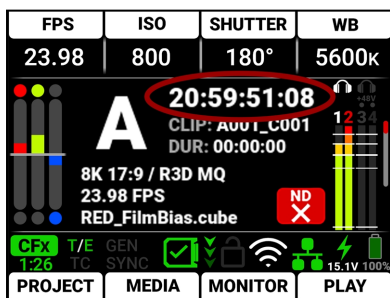 FPS ISO SHUTTER WB
23.98 800 180° 5600K
20:59:51:08
+48V
A
CLIP: A001_C001
1 2 3 4
DUR: 00:00:00
8K 17:9 / R3D MQ
23.98 FPS
ND
RED_FilmBias.cube
CFx T/E GEN
1:26 TC SYNC 15.1V 100%
PROJECT MEDIA MONITOR PLAY